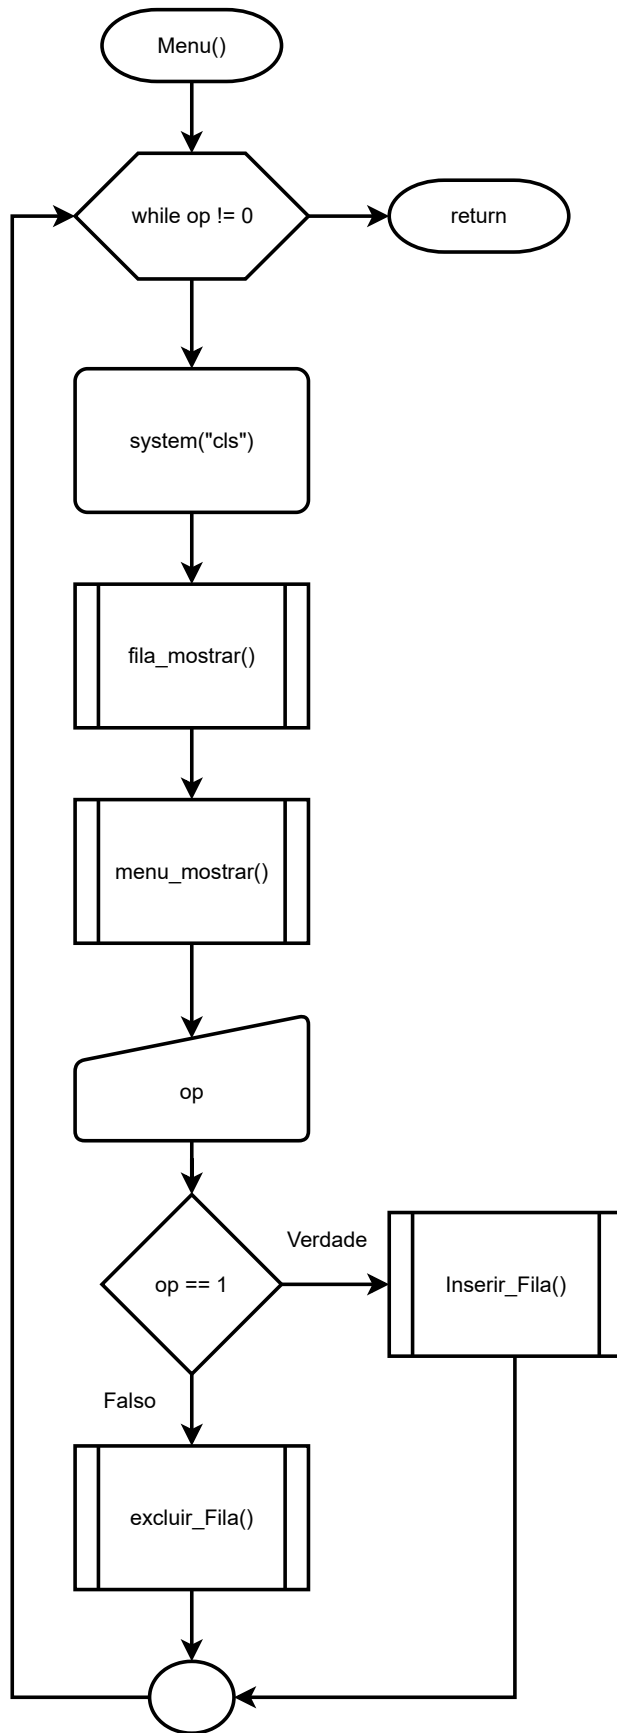 Menu()
while op != 0
return
system("cls")
fila_mostrar()
menu_mostrar()
op
op == 1
Verdade
Inserir_Fila()
Falso
excluir_Fila()